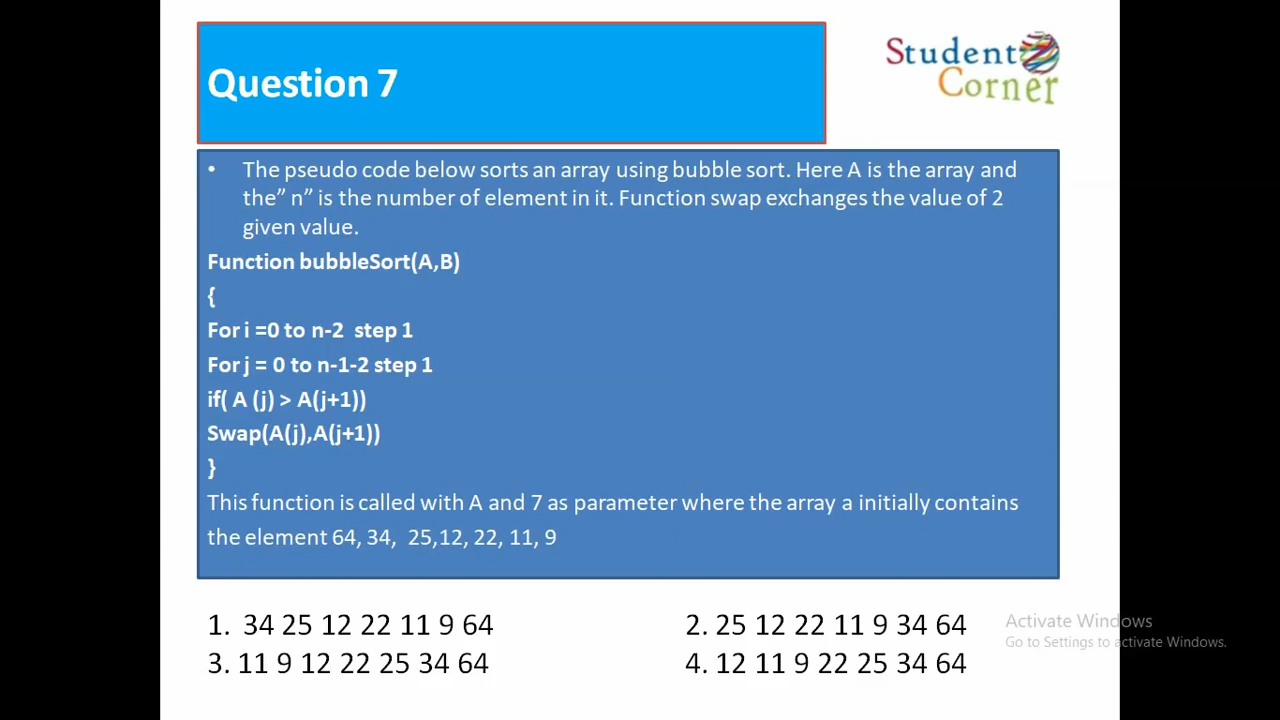 Question 7
Student
Corner
• The pseudo code below sorts an array using bubble sort. Here A is the array and
the” n” is the number of element in it. Function swap exchanges the value of 2
given value.
Function bubbleSort(A,B)
{
For i =0 to n-2 step 1
For j = 0 to n-1-2 step 1
if( A (j) > A(j+1))
Swap(A(j),A(j+1))
}
This function is called with A and 7 as parameter where the array a initially contains
the element 64, 34, 25,12, 22, 11, 9
1. 34 25 12 22 11 9 64
2. 25 12 22 11 9 34 64
3. 11 9 12 22 25 34 64
4. 12 11 9 22 25 34 64
Activate Windows
Go to Settings to activate Windows.